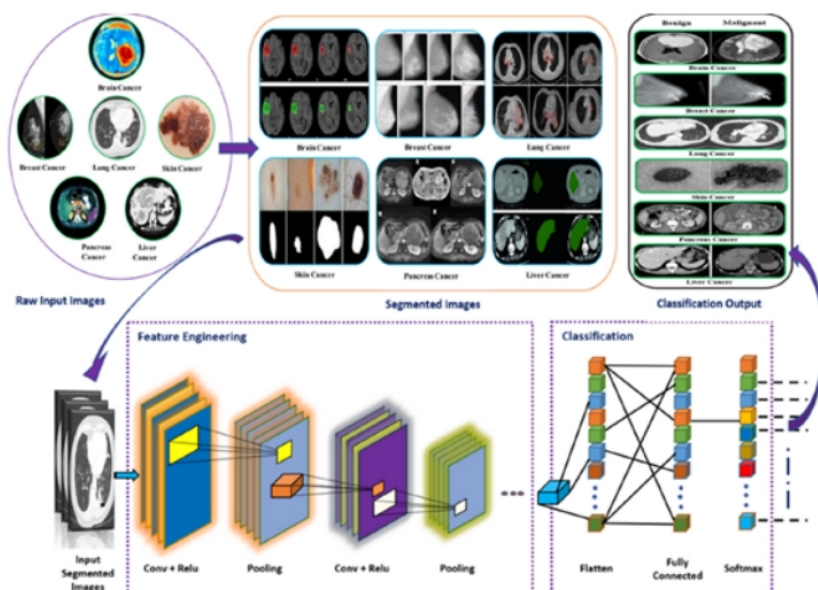 Brain Cancer
Breast Cancer
Lang Cancer
Skin Cancer
Pancreas
Cancer
Liver
Cancer
Raw Input Images
Brain Cancer
Breast Cancer
Lung Cancer
Skin Cancer
Pancreas Cancer
Liver Cancer
Segmented Images
Benign
Malignant
Brain Cancer
Breast Cancer
Lung Cancer
Skin Cancer
Pancreas Cancer
Liver Cancer
Classification Output
Feature Engineering
Classification
Input
Segmented
Images
Conv + Relu
Pooling
Conv + Relu
Pooling
Flatten
Fully
Connected
Softmax